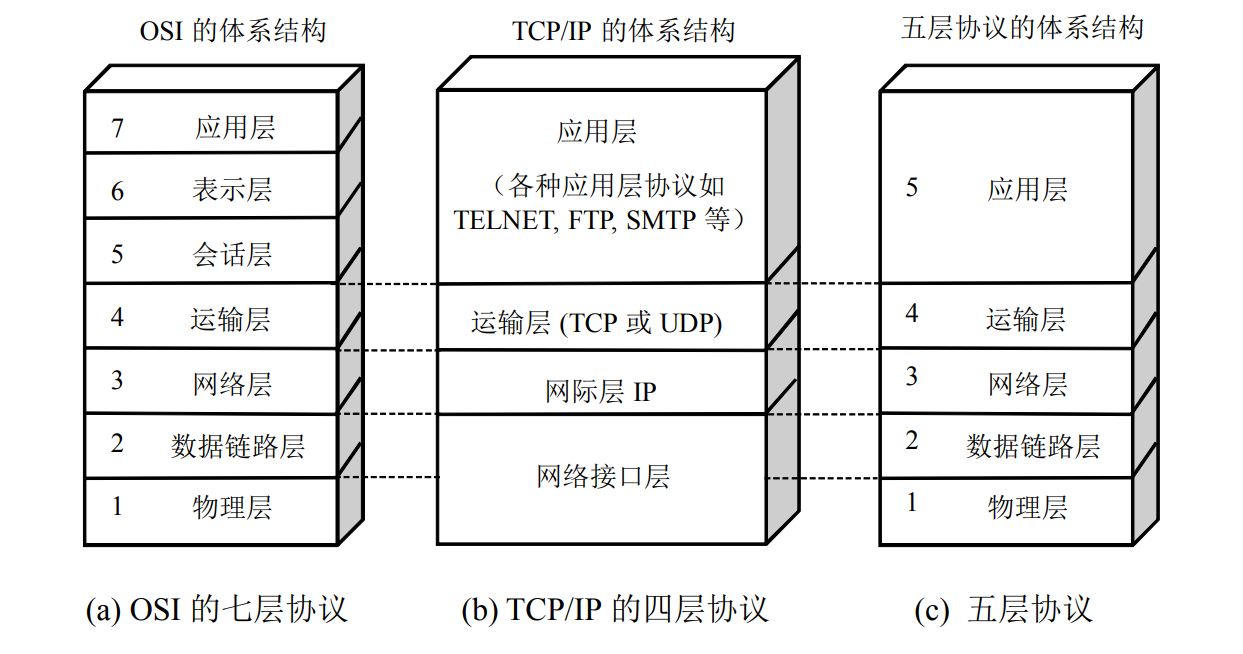 OSI 的体系结构
7 应用层
6 表示层
5 会话层
4 运输层
3 网络层
2 数据链路层
1 物理层
(a) OSI 的七层协议
TCP/IP 的体系结构
应用层
（各种应用层协议如
TELNET, FTP, SMTP 等）
运输层 (TCP 或 UDP)
网际层 IP
网络接口层
(b) TCP/IP 的四层协议
五层协议的体系结构
5 应用层
4 运输层
3 网络层
2 数据链路层
1 物理层
(c) 五层协议